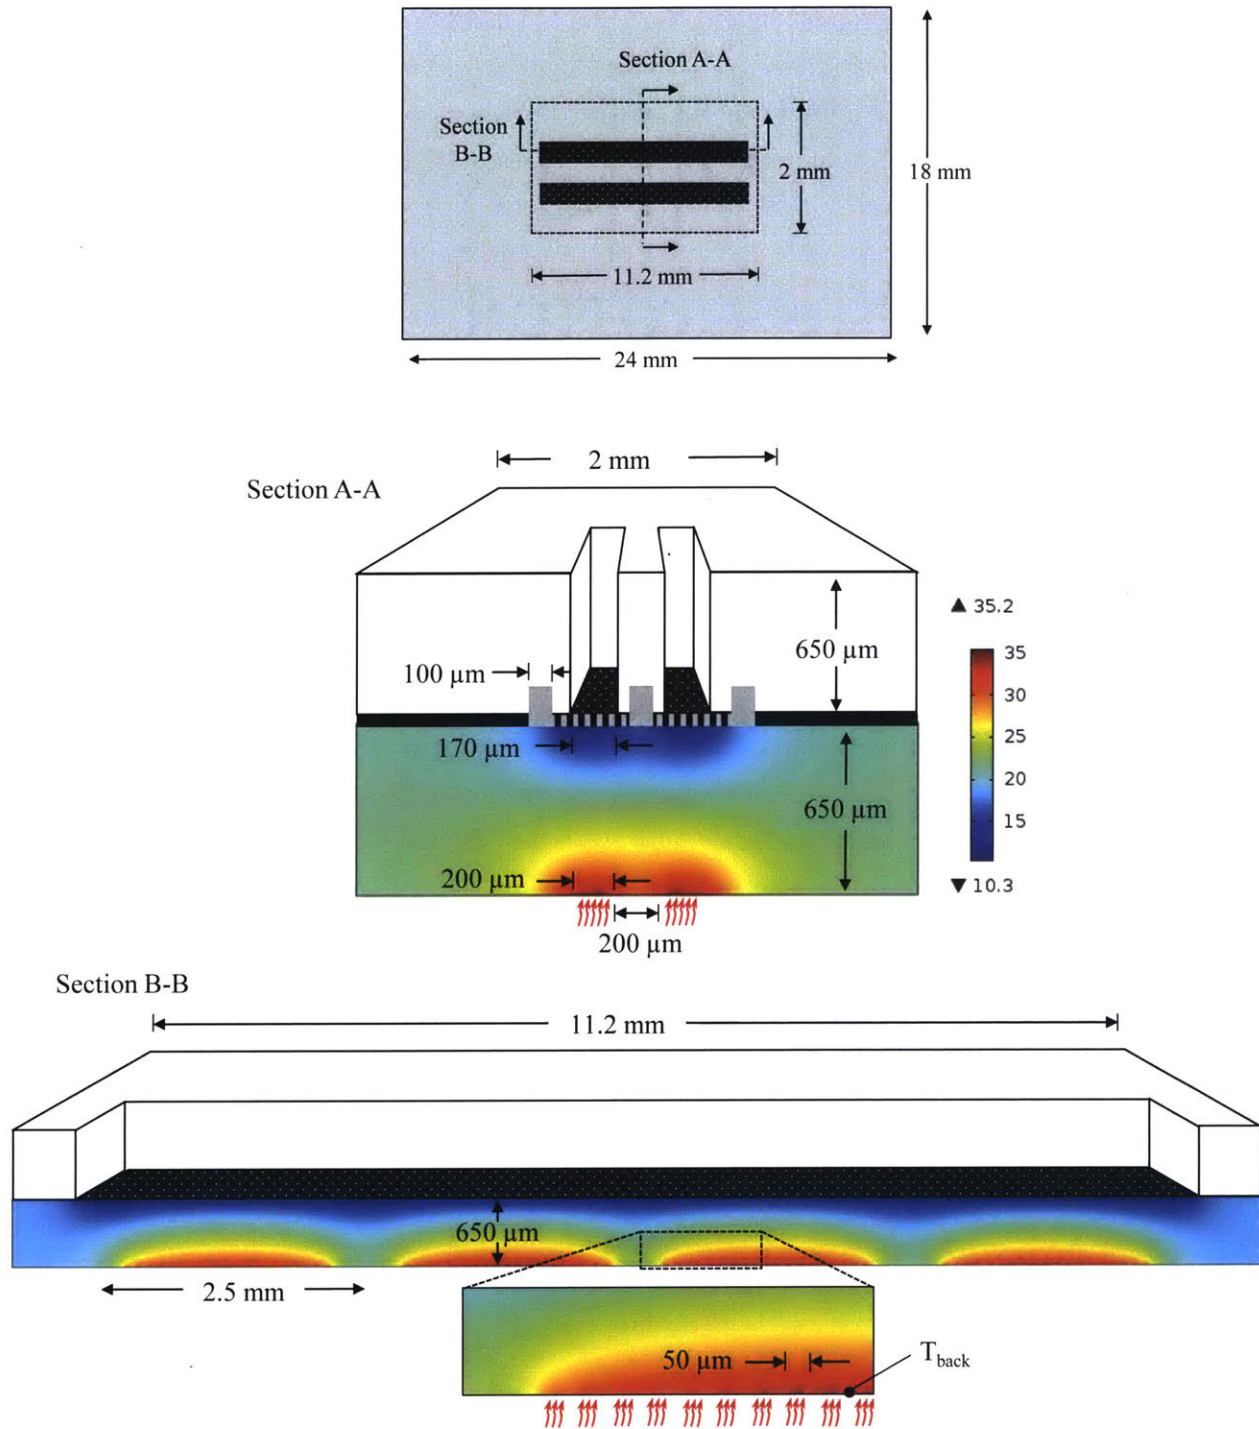 Section A-A
Section
B-B
2 mm
18 mm
11.2 mm
24 mm
2 mm
Section A-A
▲ 35.2
650 µm
100 µm
35
30
25
20
15
170 µm
650 µm
200 µm
▼ 10.3
200 µm
Section B-B
11.2 mm
650 µm
2.5 mm
50 µm
T_back